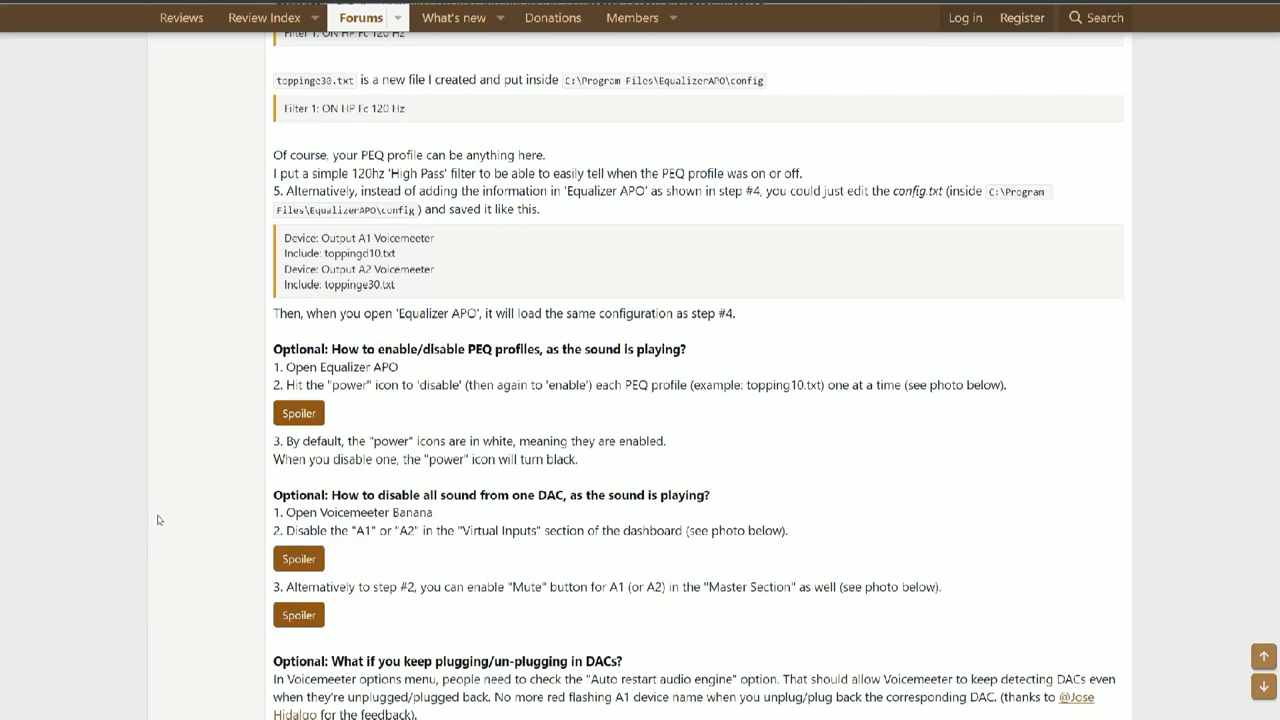 Reviews Review Index Forums What's new Donations Members Log in Register Search
Filter 1: ON HP Fc 120 Hz
toppinge30.txt is a new file I created and put inside C:\Program Files\EqualizerAPO\config
Filter 1: ON HP Fc 120 Hz
Of course, your PEQ profile can be anything here.
I put a simple 120hz 'High Pass' filter to be able to easily tell when the PEQ profile was on or off.
5. Alternatively, instead of adding the information in 'Equalizer APO' as shown in step #4, you could just edit the config.txt (inside C:\Program
Files\EqualizerAPO\config) and saved it like this.
Device: Output A1 Voicemeeter
Include: toppingd10.txt
Device: Output A2 Voicemeeter
Include: toppinge30.txt
Then, when you open 'Equalizer APO', it will load the same configuration as step #4.
Optional: How to enable/disable PEQ profiles, as the sound is playing?
1. Open Equalizer APO
2. Hit the "power" icon to 'disable' (then again to 'enable') each PEQ profile (example: topping10.txt) one at a time (see photo below).
Spoiler
3. By default, the "power" icons are in white, meaning they are enabled.
When you disable one, the "power" icon will turn black.
Optional: How to disable all sound from one DAC, as the sound is playing?
1. Open Voicemeeter Banana
2. Disable the "A1" or "A2" in the "Virtual Inputs" section of the dashboard (see photo below).
Spoiler
3. Alternatively to step #2, you can enable "Mute" button for A1 (or A2) in the "Master Section" as well (see photo below).
Spoiler
Optional: What if you keep plugging/un-plugging in DACs?
In Voicemeeter options menu, people need to check the "Auto restart audio engine" option. That should allow Voicemeeter to keep detecting DACs even
when they're unplugged/plugged back. No more red flashing A1 device name when you unplug/plug back the corresponding DAC. (thanks to @Jose
Hidalgo for the feedback).